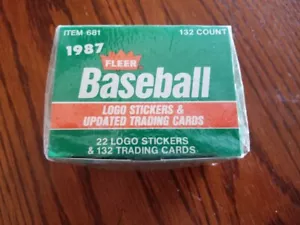 ITEM 681 132 COUNT
1987
FLEER
Baseball
LOGO STICKERS &
UPDATED TRADING CARDS
22 LOGO STICKERS
& 132 TRADING CARDS